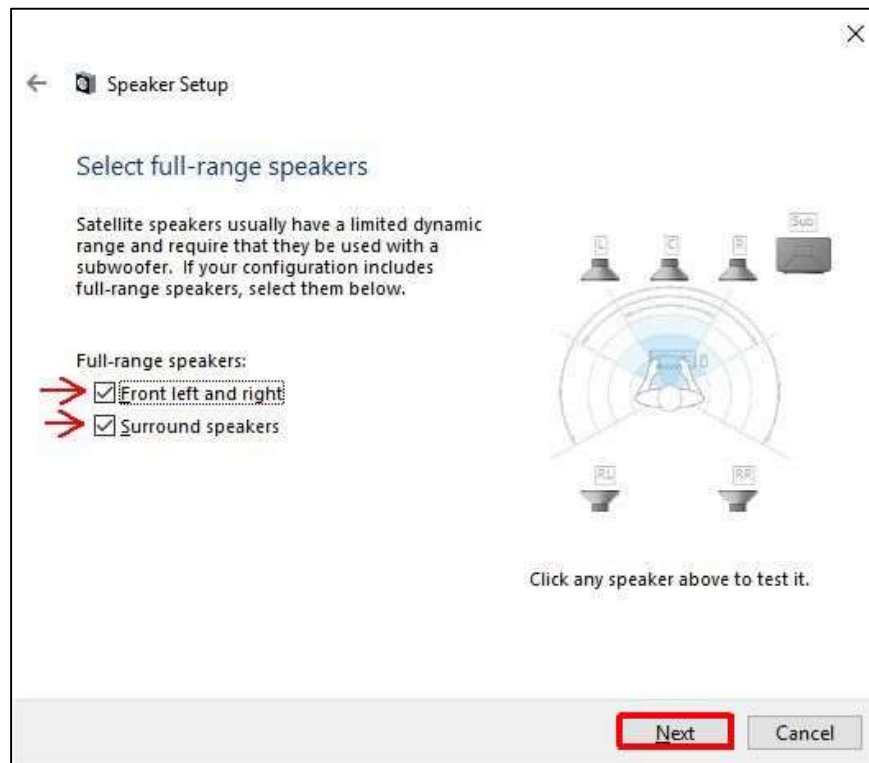 Speaker Setup
Select full-range speakers
Satellite speakers usually have a limited dynamic
range and require that they be used with a
subwoofer. If your configuration includes
full-range speakers, select them below.
Full-range speakers:
Front left and right
Surround speakers
L C R Sub
RL RR
Click any speaker above to test it.
Next Cancel